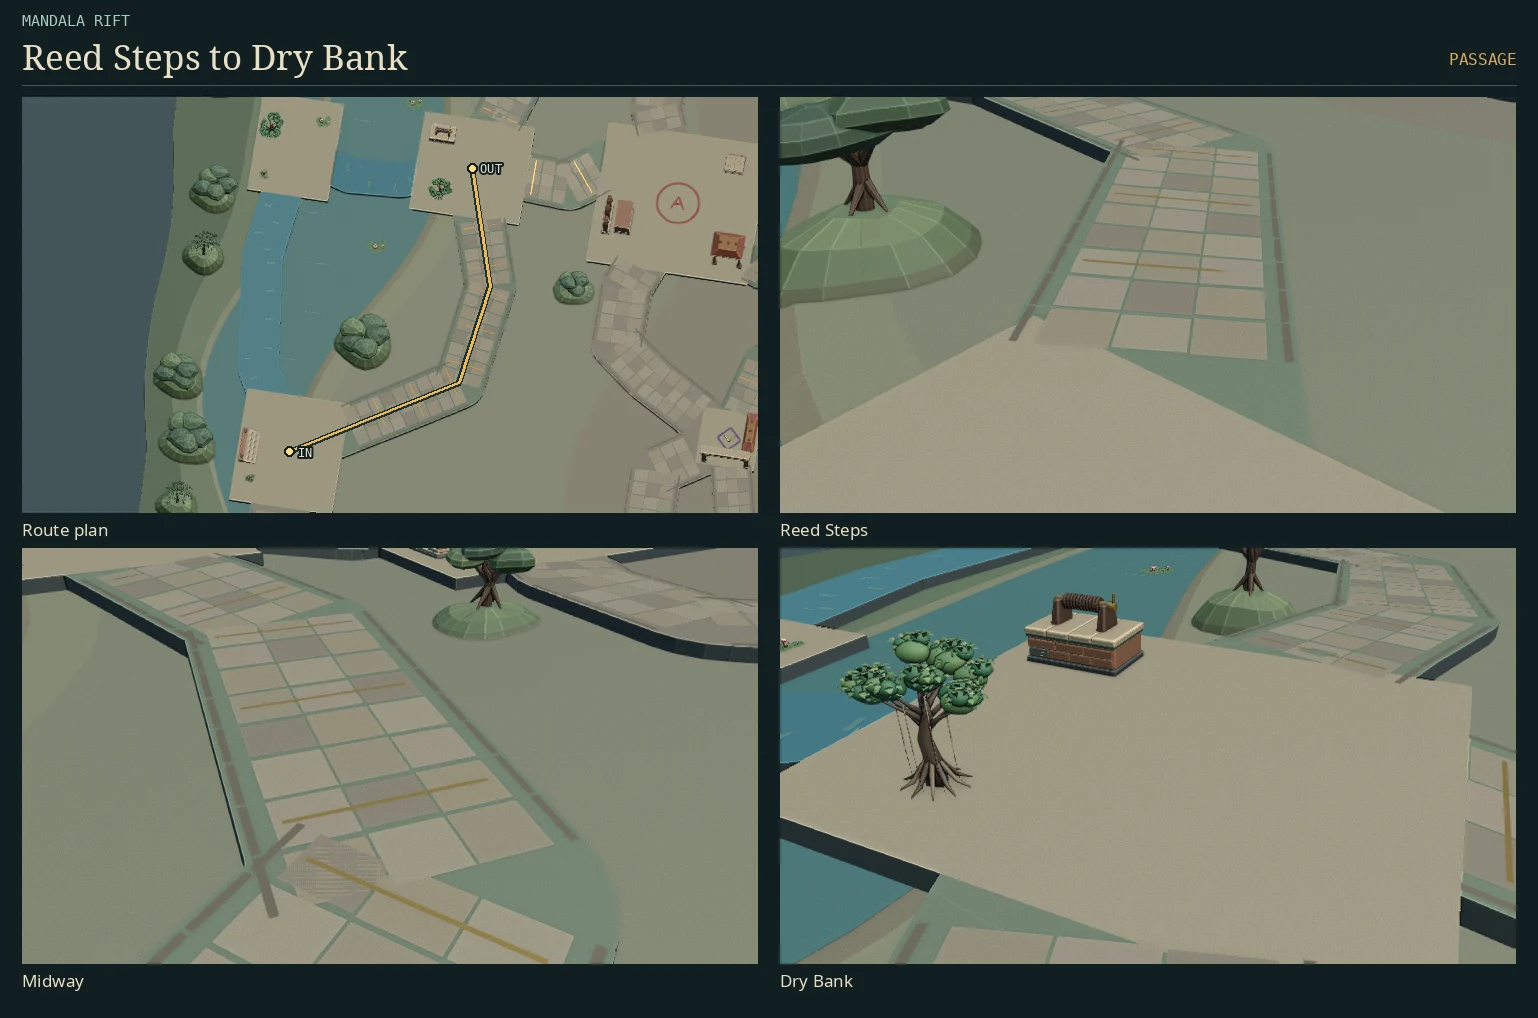 MANDALA RIFT
Reed Steps to Dry Bank
PASSAGE
OUT
A
IN
Route plan
Reed Steps
Midway
Dry Bank